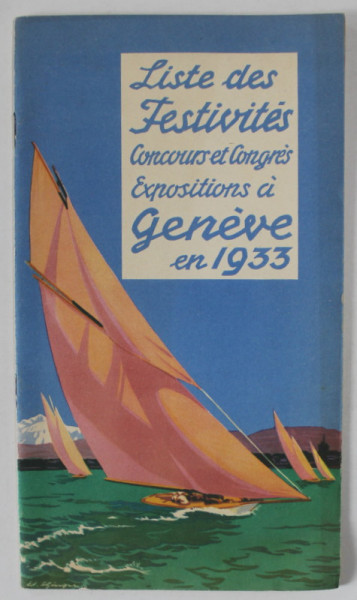 Liste des
Festivités
Concours et Congrès
Expositions à
Genève
en 1933